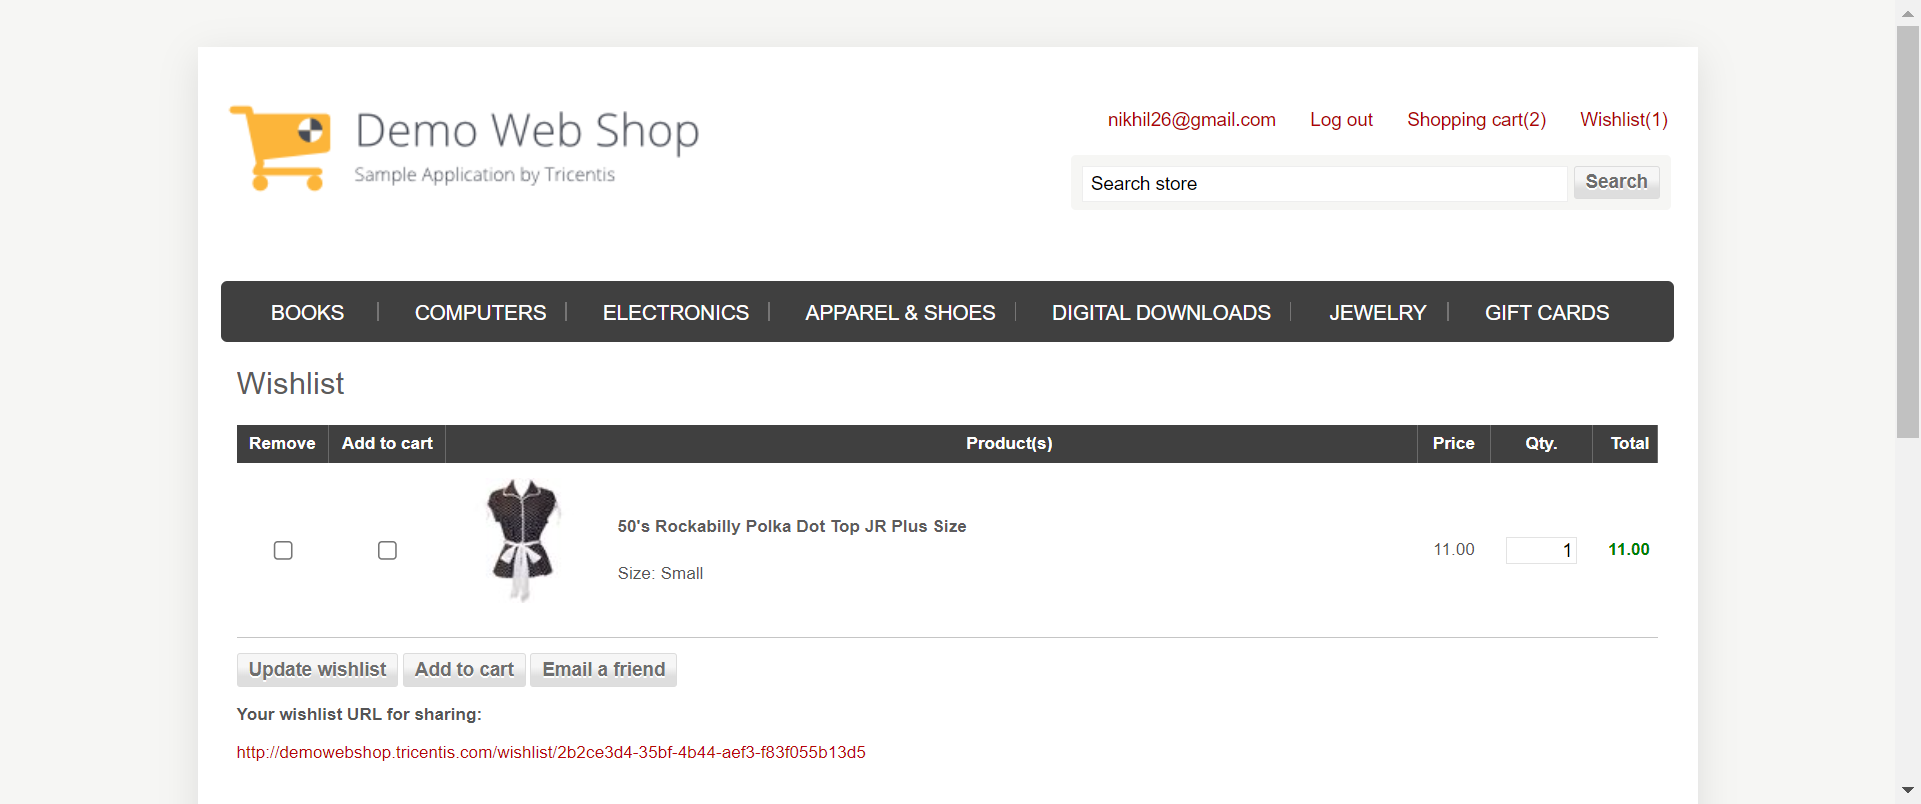 Demo Web Shop
Sample Application by Tricentis
nikhil26@gmail.com Log out Shopping cart(2) Wishlist(1)
Search store Search
BOOKS COMPUTERS ELECTRONICS APPAREL & SHOES DIGITAL DOWNLOADS JEWELRY GIFT CARDS
Wishlist
Remove Add to cart Product(s) Price Qty. Total
50's Rockabilly Polka Dot Top JR Plus Size
Size: Small
11.00 1 11.00
Update wishlist Add to cart Email a friend
Your wishlist URL for sharing:
http://demowebshop.tricentis.com/wishlist/2b2ce3d4-35bf-4b44-aef3-f83f055b13d5